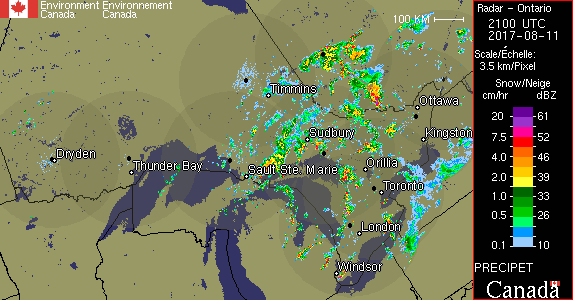 Environment Environnement
Canada Canada
100 KM
Timmins
Ottawa
Sudbury
Kingston
Dryden
Thunder Bay
Sault Ste. Marie
Orillia
Toronto
London
Windsor
Radar - Ontario
2100 UTC
2017-08-11
Scale/Échelle:
3.5 km/Pixel
Snow/Neige
cm/hr dBZ
20 61
7.5 52
4.0 46
2.0 39
1.0 33
0.5 26
0.1 10
PRECIPET
Canada